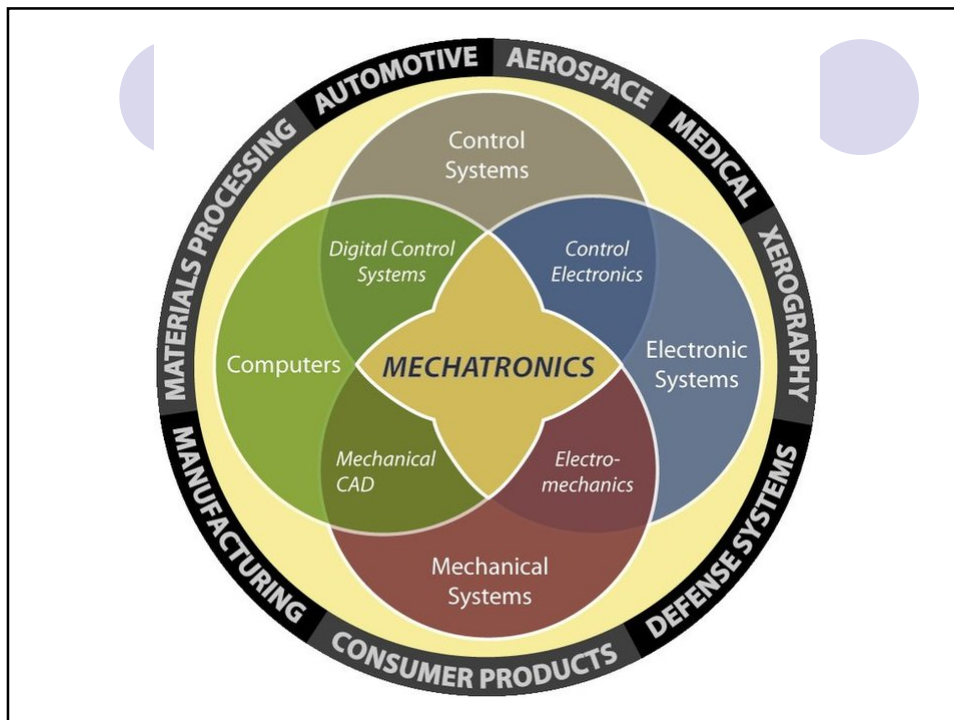 AUTOMOTIVE
AEROSPACE
MEDICAL
XEROGRAPHY
DEFENSE SYSTEMS
CONSUMER PRODUCTS
MANUFACTURING
MATERIALS PROCESSING
Control
Systems
Digital Control
Systems
Control
Electronics
Computers
MECHATRONICS
Electronic
Systems
Mechanical
CAD
Electro-
mechanics
Mechanical
Systems